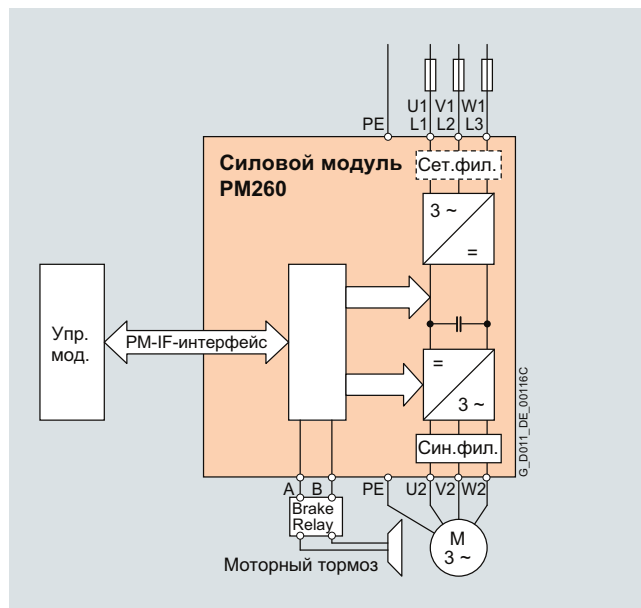 U1 V1 W1
PE L1 L2 L3
Силовой модуль
PM260
Сет.фил.
3 ~
=
Упр.
мод.
PM-IF-интерфейс
=
3 ~
Син.фил.
G_D011_DE_00116C
A B PE U2 V2 W2
Brake
Relay
M
3 ~
Моторный тормоз